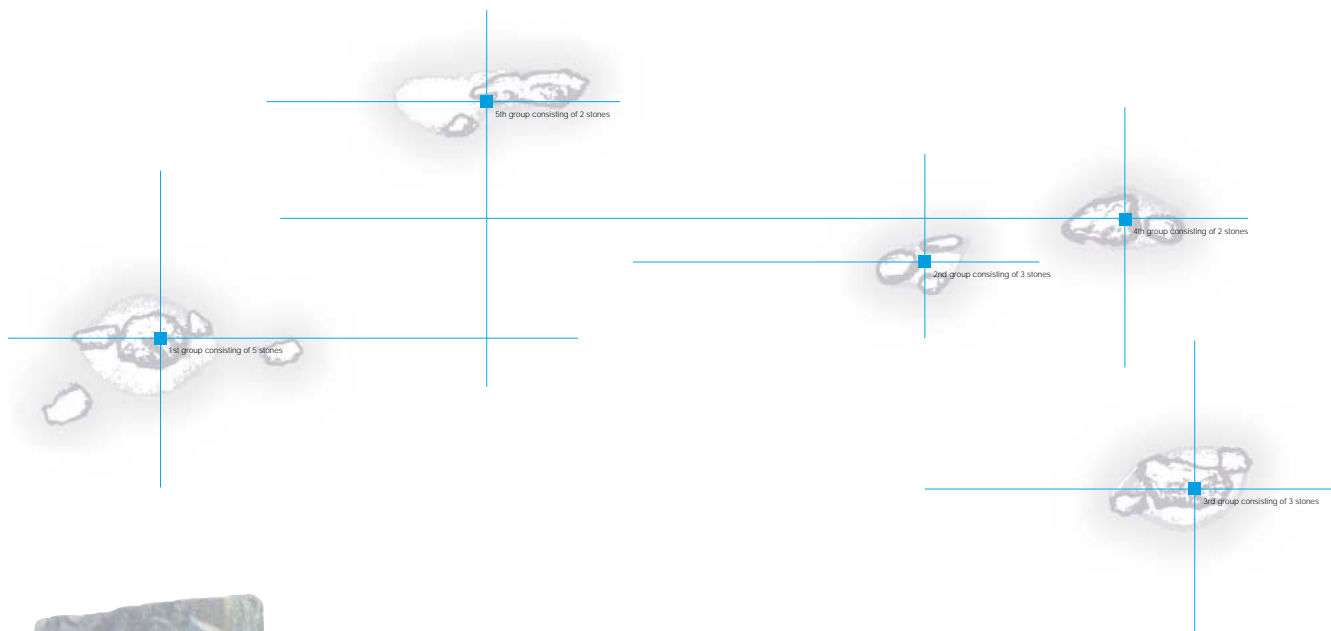 5th group consisting of 2 stones
4th group consisting of 2 stones
2nd group consisting of 3 stones
1st group consisting of 5 stones
3rd group consisting of 3 stones